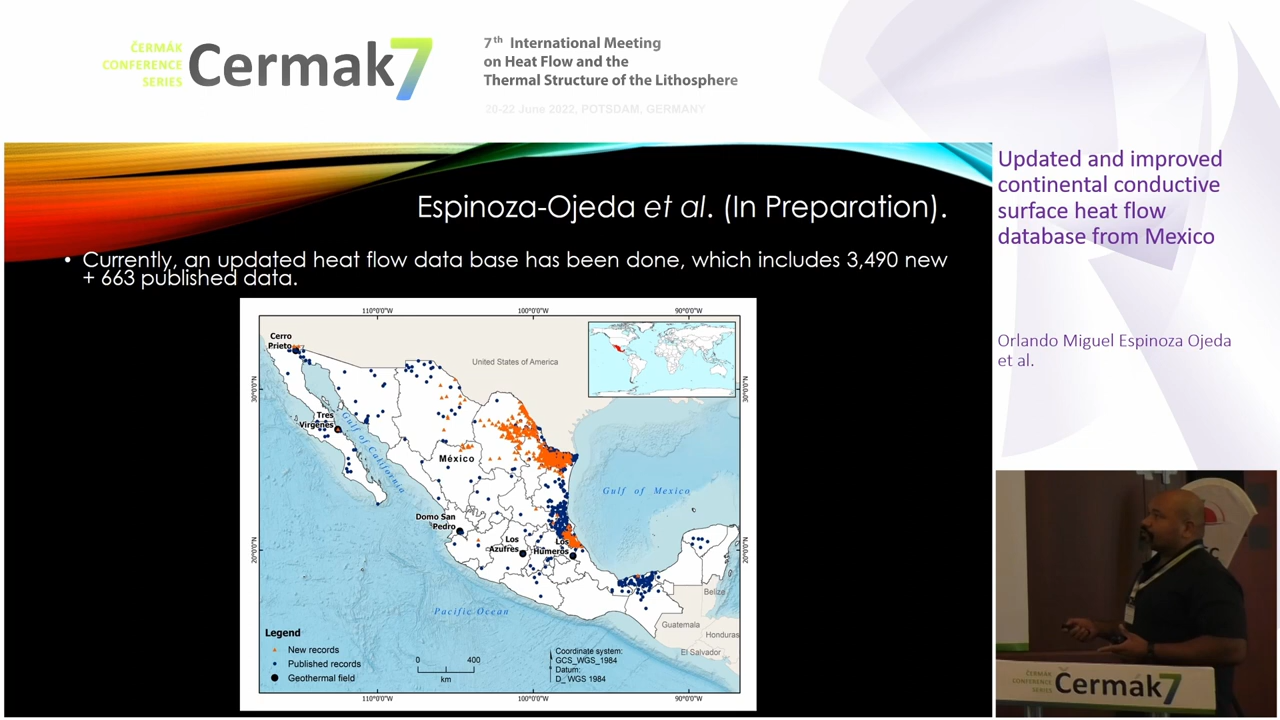 ČERMÁK
CONFERENCE
SERIES
Cermak7
7th International Meeting
on Heat Flow and the
Thermal Structure of the Lithosphere
20-22 June 2022, POTSDAM, GERMANY
Espinoza-Ojeda et al. (In Preparation).
• Currently, an updated heat flow data base has been done, which includes 3,490 new
+ 663 published data.
110°0'0"W 100°0'0"W 90°0'0"W
Cerro
Prieto
United States of America
30°0'0"N 30°0'0"N
Tres
Virgenes
Gulf of California
México
Gulf of Mexico
Domo San
Pedro
Los
Azufres
Los
Humeros
20°0'0"N 20°0'0"N
Belize
Pacific Ocean
Guatemala
Honduras
El Salvador
Legend
New records
Published records
Geothermal field
0 400
km
Coordinate system:
GCS_WGS_1984
Datum:
D_ WGS 1984
110°0'0"W 100°0'0"W 90°0'0"W
Updated and improved
continental conductive
surface heat flow
database from Mexico
Orlando Miguel Espinoza Ojeda
et al.
ČERMÁK
CONFERENCE
SERIES
Čermák7